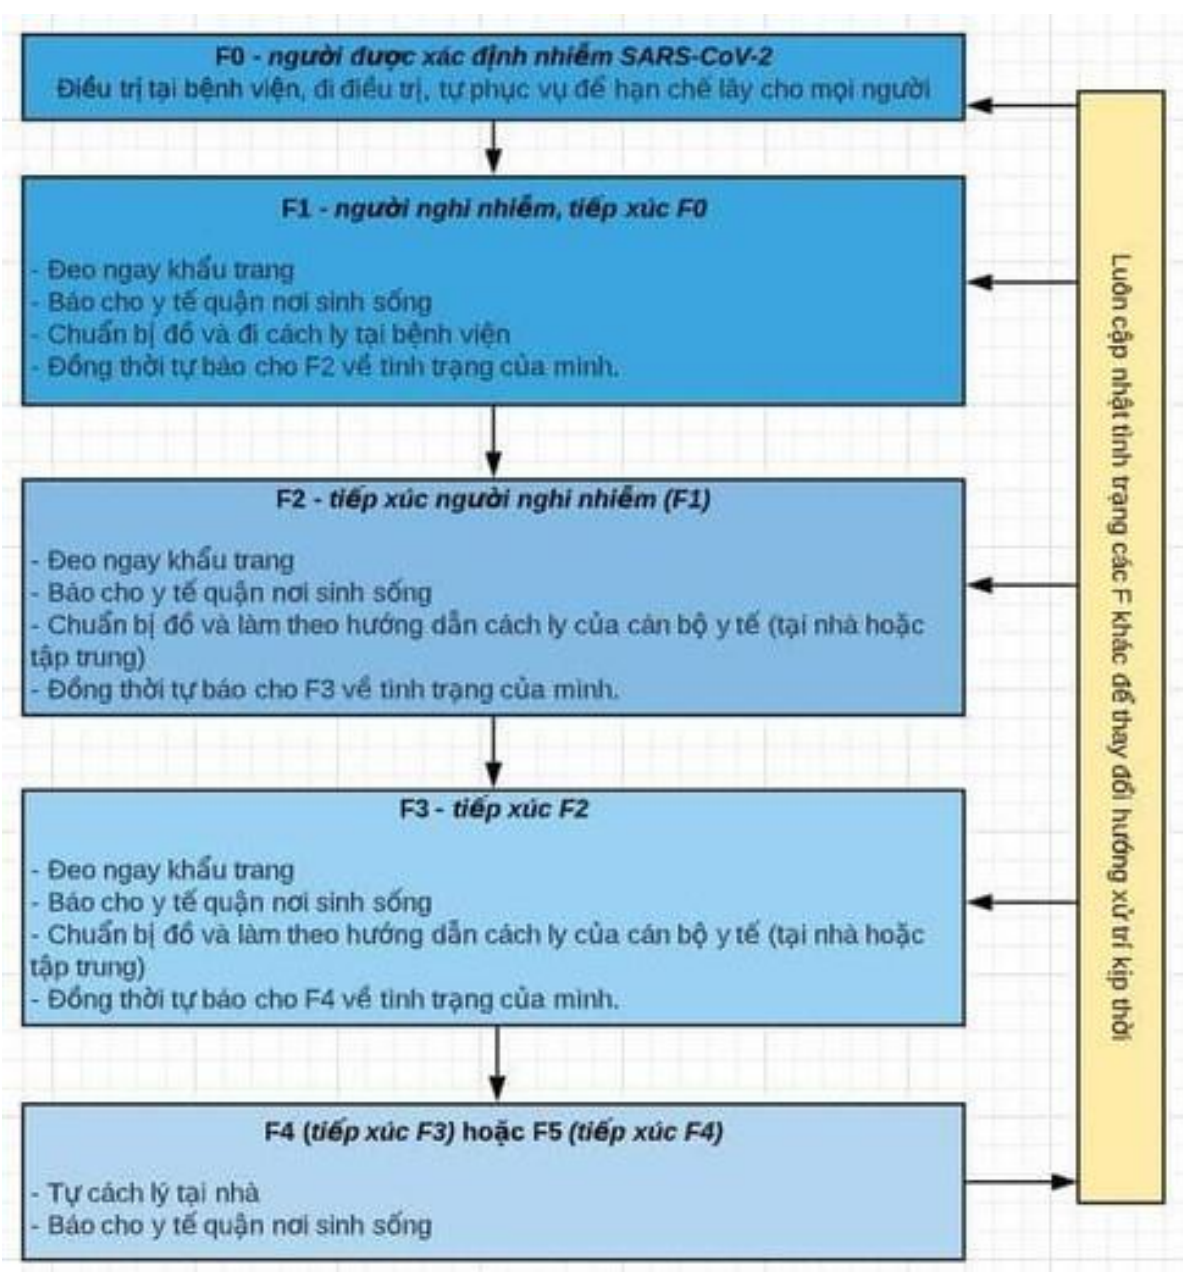 F0 - người được xác định nhiễm SARS-CoV-2
Điều trị tại bệnh viện, đi điều trị, tự phục vụ để hạn chế lây cho mọi người
F1 - người nghi nhiễm, tiếp xúc F0
- Đeo ngay khẩu trang
- Báo cho y tế quận nơi sinh sống
- Chuẩn bị đồ và đi cách ly tại bệnh viện
- Đồng thời tự báo cho F2 về tình trạng của mình.
F2 - tiếp xúc người nghi nhiễm (F1)
- Đeo ngay khẩu trang
- Báo cho y tế quận nơi sinh sống
- Chuẩn bị đồ và làm theo hướng dẫn cách ly của cán bộ y tế (tại nhà hoặc
tập trung)
- Đồng thời tự báo cho F3 về tình trạng của mình.
F3 - tiếp xúc F2
- Đeo ngay khẩu trang
- Báo cho y tế quận nơi sinh sống
- Chuẩn bị đồ và làm theo hướng dẫn cách ly của cán bộ y tế (tại nhà hoặc
tập trung)
- Đồng thời tự báo cho F4 về tình trạng của mình.
F4 (tiếp xúc F3) hoặc F5 (tiếp xúc F4)
- Tự cách lý tại nhà
- Báo cho y tế quận nơi sinh sống
Luôn cập nhật tình trạng các F khác để thay đổi hướng xử trí kịp thời